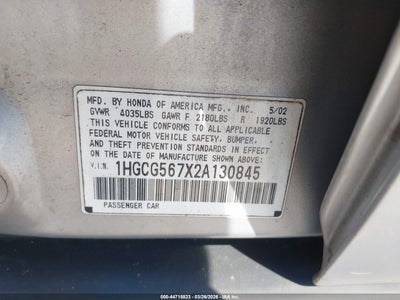 MFD. BY HONDA OF AMERICA MFG., INC. 5/02
GVWR 4035LBS GAWR F 2180LBS R 1920LBS
THIS VEHICLE CONFORMS TO ALL APPLICABLE
FEDERAL MOTOR VEHICLE SAFETY, BUMPER,
AND THEFT PREVENTION STANDARDS IN EFFECT
ON THE DATE OF MANUFACTURE SHOWN ABOVE.
V.I.N. 1HGCG567X2A130845
PASSENGER CAR
000-44718823 - 03/26/2026 - © IAA, Inc.